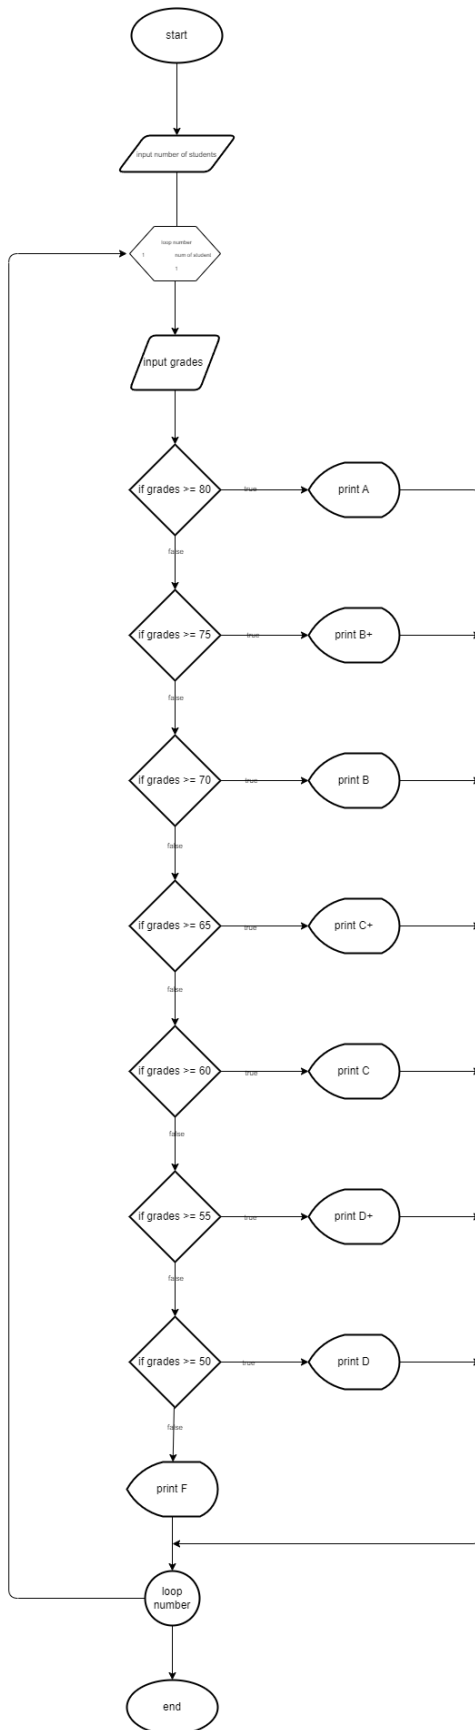 start
input number of students
loop number
1 num of student
1
input grades
if grades >= 80
true
print A
false
if grades >= 75
true
print B+
false
if grades >= 70
true
print B
false
if grades >= 65
true
print C+
false
if grades >= 60
true
print C
false
if grades >= 55
true
print D+
false
if grades >= 50
true
print D
false
print F
loop
number
end